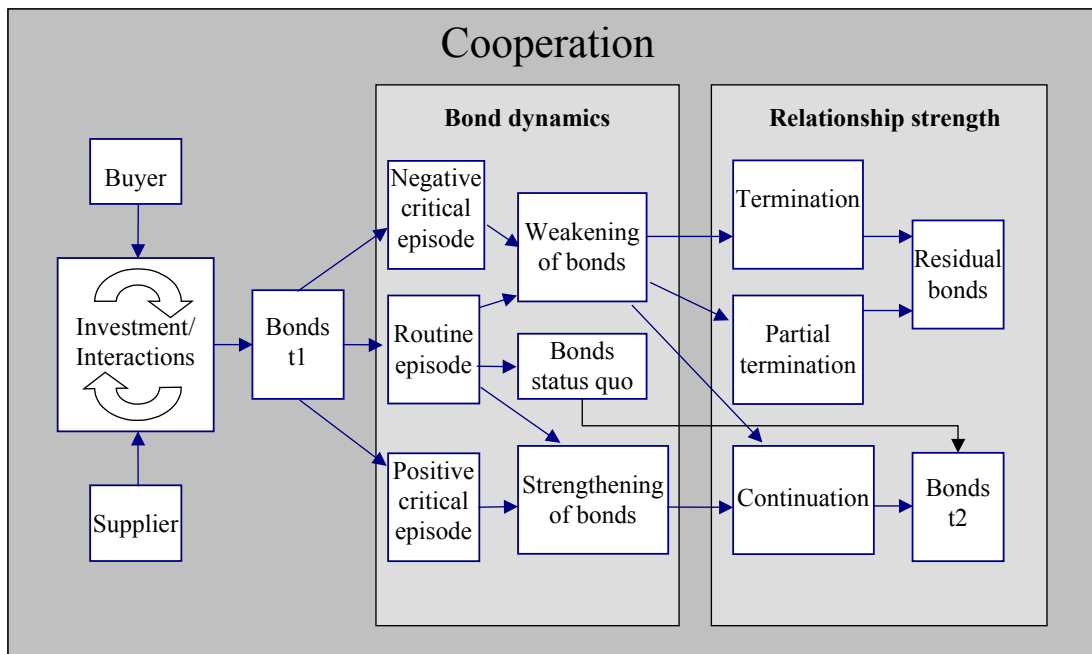 Cooperation
Bond dynamics
Relationship strength
Buyer
Investment/
Interactions
Supplier
Bonds
t1
Negative
critical
episode
Routine
episode
Positive
critical
episode
Weakening
of bonds
Bonds
status quo
Strengthening
of bonds
Termination
Partial
termination
Continuation
Residual
bonds
Bonds
t2